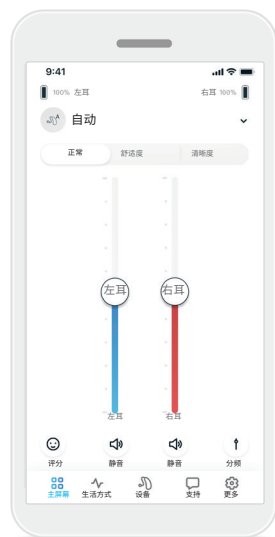 9:41
100% 左耳 右耳 100%
自动
正常 舒适度 清晰度
左耳 右耳
左耳 右耳
评分 静音 静音 分频
主屏幕 生活方式 设备 支持 更多